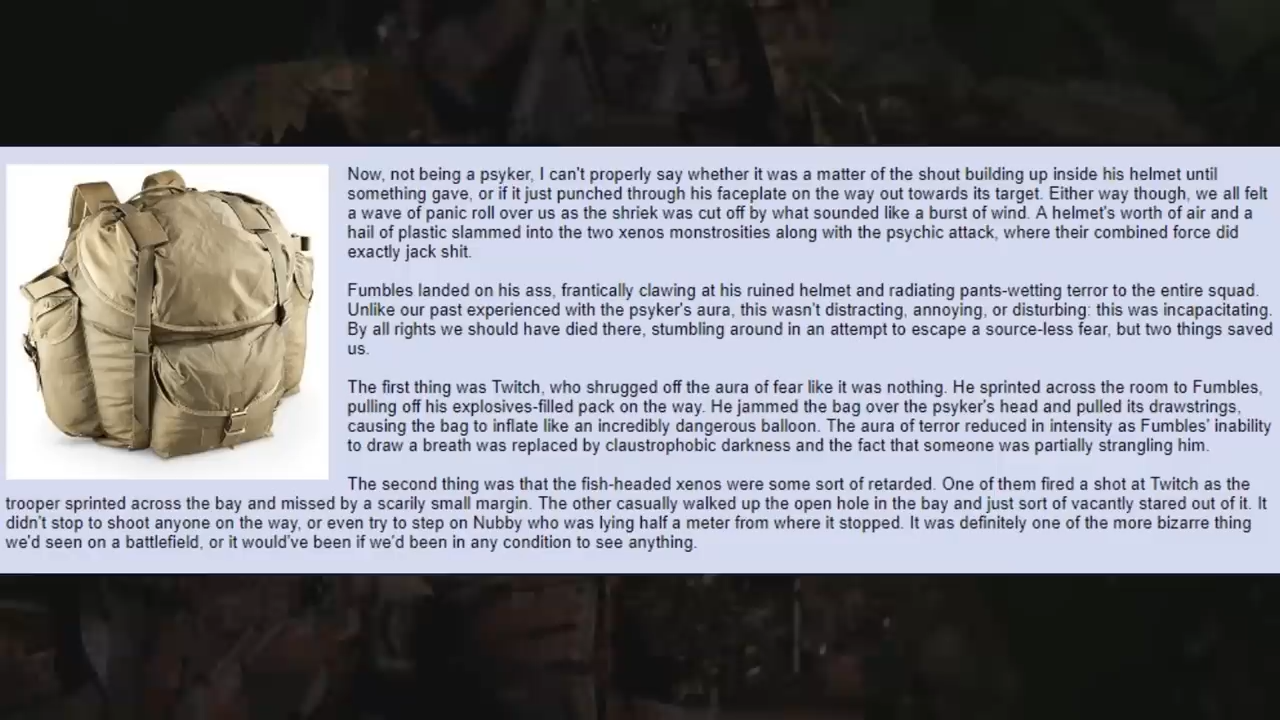 Now, not being a psyker, I can't properly say whether it was a matter of the shout building up inside his helmet until
something gave, or if it just punched through his faceplate on the way out towards its target. Either way though, we all felt
a wave of panic roll over us as the shriek was cut off by what sounded like a burst of wind. A helmet's worth of air and a
hail of plastic slammed into the two xenos monstrosities along with the psychic attack, where their combined force did
exactly jack shit.
Fumbles landed on his ass, frantically clawing at his ruined helmet and radiating pants-wetting terror to the entire squad.
Unlike our past experienced with the psyker's aura, this wasn't distracting, annoying, or disturbing: this was incapacitating.
By all rights we should have died there, stumbling around in an attempt to escape a source-less fear, but two things saved
us.
The first thing was Twitch, who shrugged off the aura of fear like it was nothing. He sprinted across the room to Fumbles,
pulling off his explosives-filled pack on the way. He jammed the bag over the psyker's head and pulled its drawstrings,
causing the bag to inflate like an incredibly dangerous balloon. The aura of terror reduced in intensity as Fumbles' inability
to draw a breath was replaced by claustrophobic darkness and the fact that someone was partially strangling him.
The second thing was that the fish-headed xenos were some sort of retarded. One of them fired a shot at Twitch as the
trooper sprinted across the bay and missed by a scarily small margin. The other casually walked up the open hole in the bay and just sort of vacantly stared out of it. It
didn't stop to shoot anyone on the way, or even try to step on Nubby who was lying half a meter from where it stopped. It was definitely one of the more bizarre thing
we'd seen on a battlefield, or it would've been if we'd been in any condition to see anything.